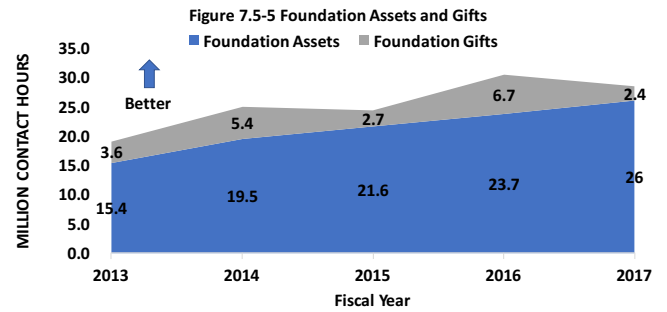 Figure 7.5-5 Foundation Assets and Gifts
Foundation Assets Foundation Gifts
MILLION CONTACT HOURS
35.0
30.0
25.0
20.0
15.0
10.0
5.0
0.0
Better
3.6 5.4 2.7 6.7 2.4
15.4 19.5 21.6 23.7 26
2013 2014 2015 2016 2017
Fiscal Year